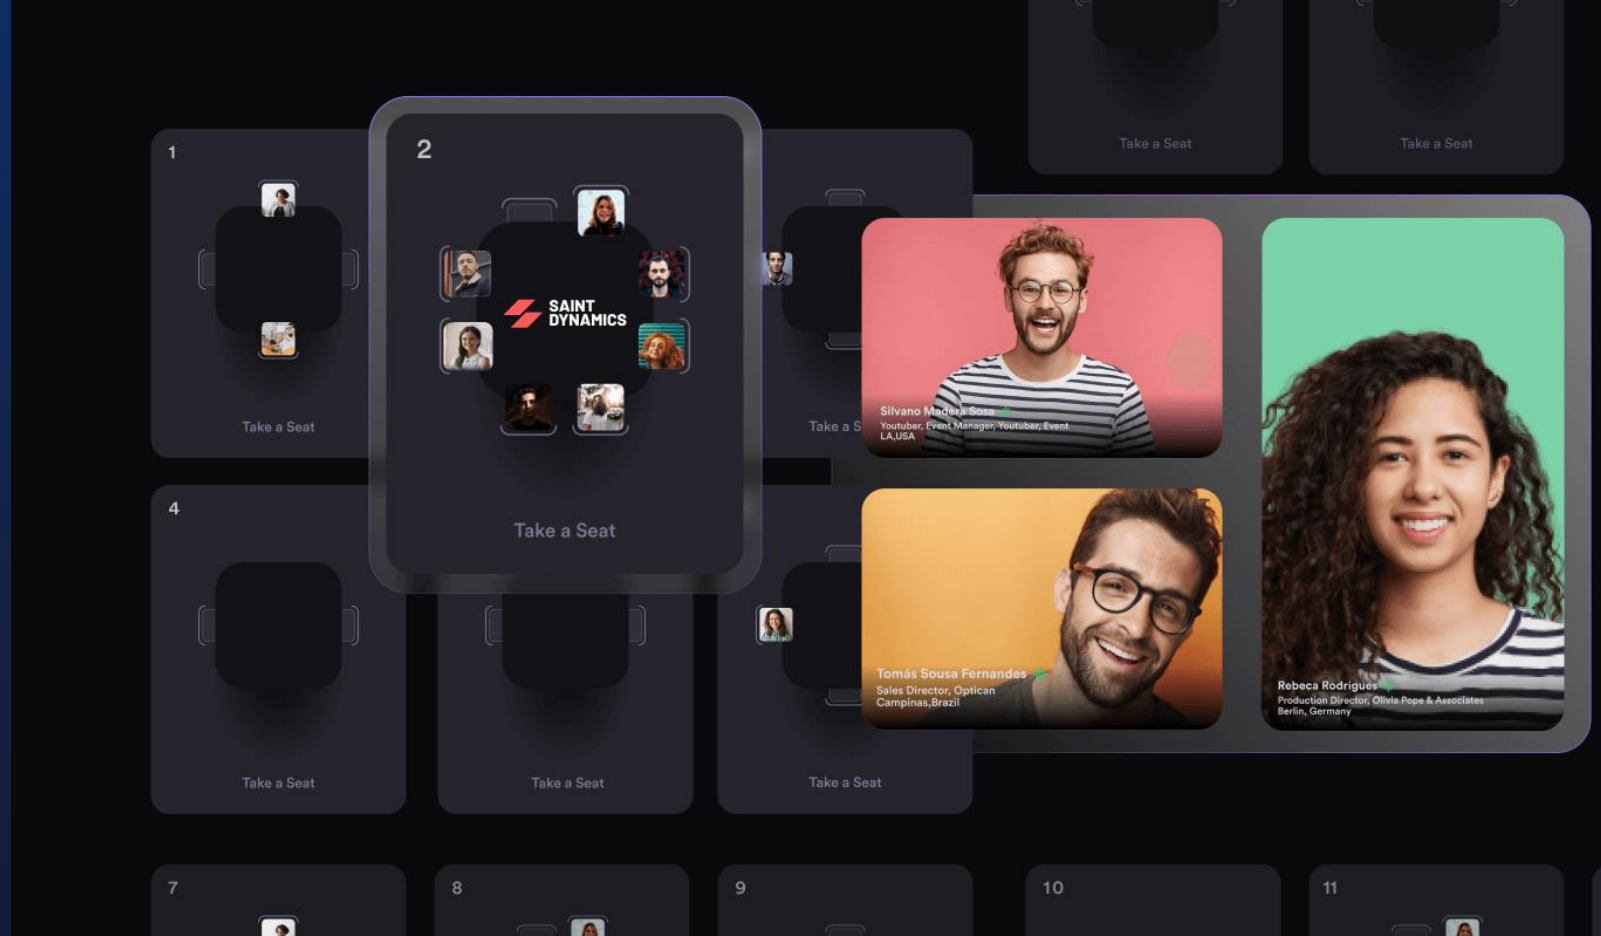 Take a Seat
Take a Seat
1
Take a Seat
2
SAINT
DYNAMICS
Take a Seat
Take a S
Silvano Madera Sosa
Youtuber, Event Manager, Youtuber, Event
LA,USA
4
Take a Seat
Take a Seat
Take a Seat
Tomás Sousa Fernandes
Sales Director, Optican
Campinas,Brazil
Rebeca Rodrigues
Production Director, Olivia Pope & Associates
Berlin, Germany
7
8
9
10
11